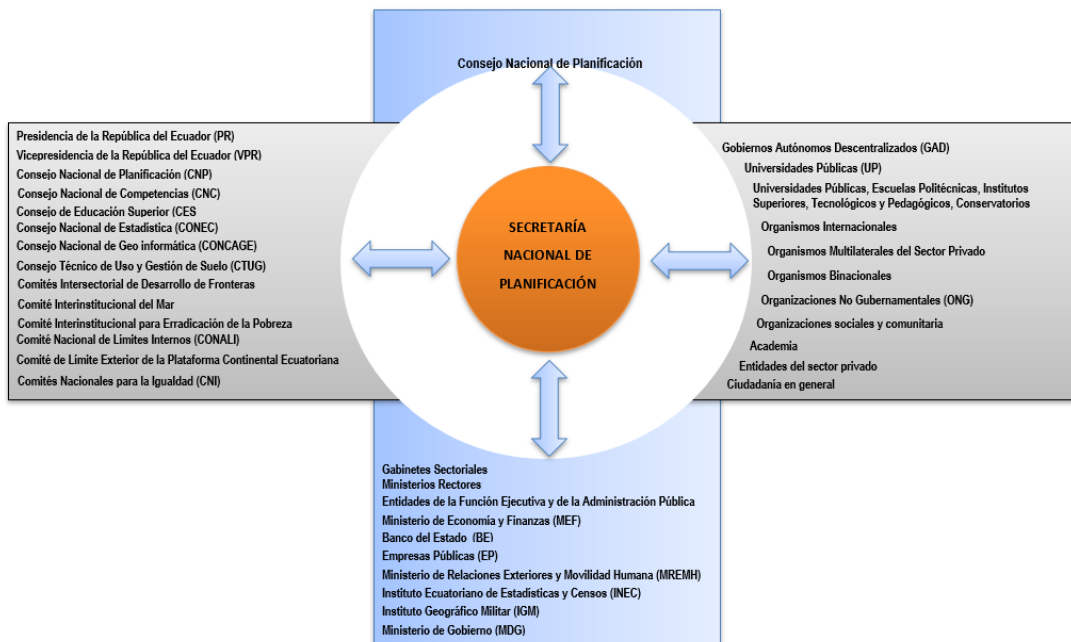 Consejo Nacional de Planificación
Presidencia de la República del Ecuador (PR)
Vicepresidencia de la República del Ecuador (VPR)
Consejo Nacional de Planificación (CNP)
Consejo Nacional de Competencias (CNC)
Consejo de Educación Superior (CES
Consejo Nacional de Estadística (CONEC)
Consejo Nacional de Geo informática (CONCAGE)
Consejo Técnico de Uso y Gestión de Suelo (CTUG)
Comités Intersectorial de Desarrollo de Fronteras
Comité Interinstitucional del Mar
Comité Interinstitucional para Erradicación de la Pobreza
Comité Nacional de Límites Internos (CONALI)
Comité de Limite Exterior de la Plataforma Continental Ecuatoriana
Comités Nacionales para la Igualdad (CNI)
SECRETARÍA
NACIONAL DE
PLANIFICACIÓN
Gobiernos Autónomos Descentralizados (GAD)
Universidades Públicas (UP)
Universidades Públicas, Escuelas Politécnicas, Institutos
Superiores, Tecnológicos y Pedagógicos, Conservatorios
Organismos Internacionales
Organismos Multilaterales del Sector Privado
Organismos Binacionales
Organizaciones No Gubernamentales (ONG)
Organizaciones sociales y comunitaria
Academia
Entidades del sector privado
Ciudadanía en general
Gabinetes Sectoriales
Ministerios Rectores
Entidades de la Función Ejecutiva y de la Administración Pública
Ministerio de Economía y Finanzas (MEF)
Banco del Estado (BE)
Empresas Públicas (EP)
Ministerio de Relaciones Exteriores y Movilidad Humana (MREMH)
Instituto Ecuatoriano de Estadísticas y Censos (INEC)
Instituto Geográfico Militar (IGM)
Ministerio de Gobierno (MDG)